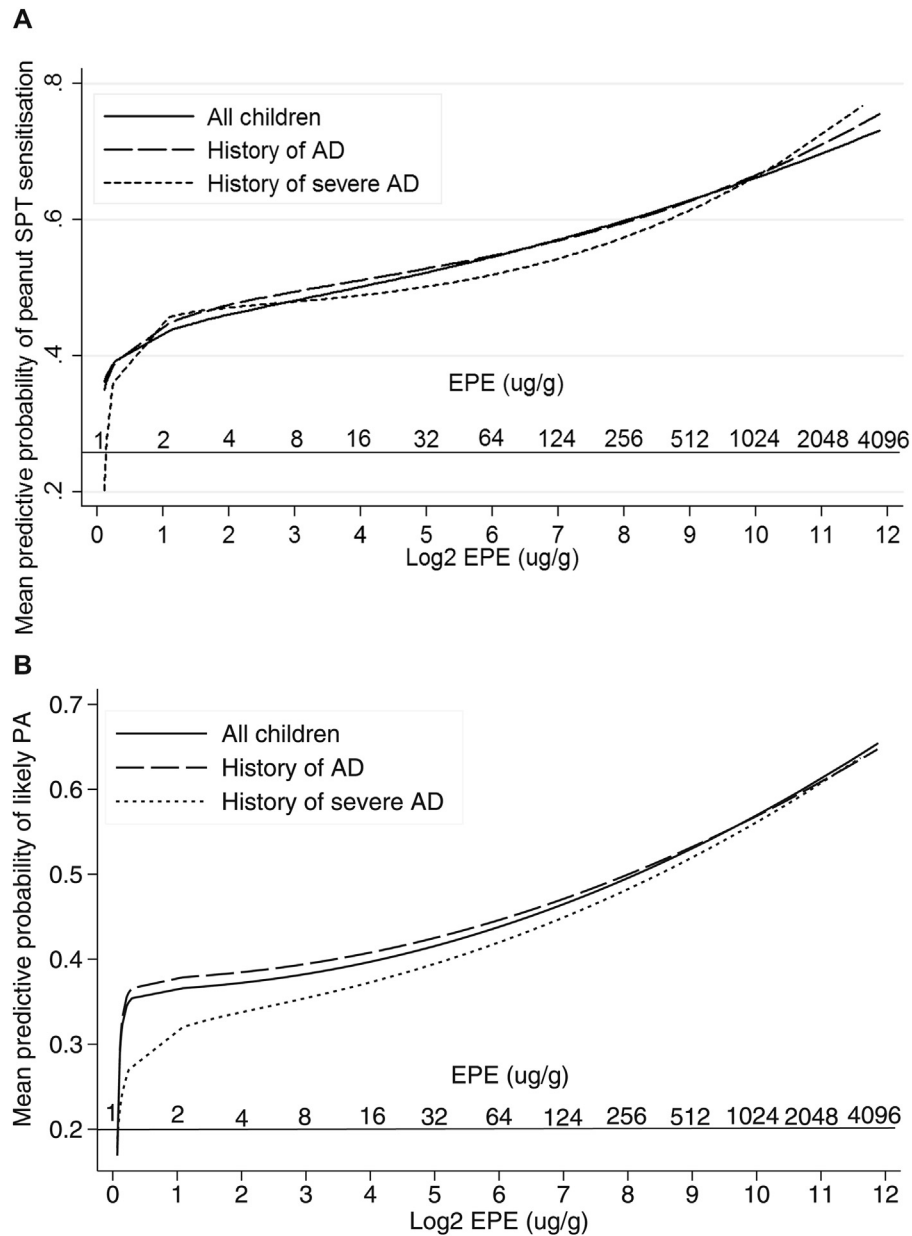 A
Mean predictive probability of peanut SPT sensitisation
.8
.6
.4
.2
All children
History of AD
History of severe AD
EPE (ug/g)
1 2 4 8 16 32 64 124 256 512 1024 2048 4096
0 1 2 3 4 5 6 7 8 9 10 11 12
Log2 EPE (ug/g)
B
Mean predictive probability of likely PA
0.7
0.6
0.5
0.4
0.3
0.2
All children
History of AD
History of severe AD
EPE (ug/g)
1 2 4 8 16 32 64 124 256 512 1024 2048 4096
0 1 2 3 4 5 6 7 8 9 10 11 12
Log2 EPE (ug/g)